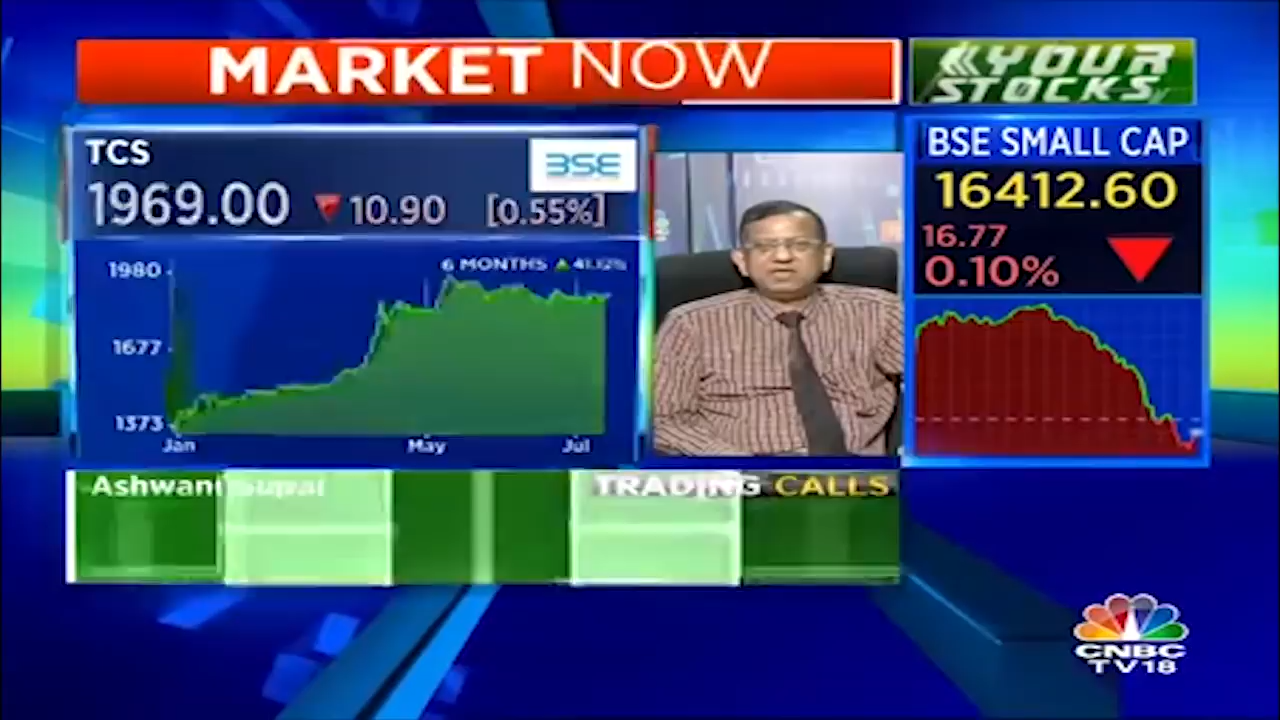 MARKET NOW
YOUR
STOCKS
TCS
BSE
1969.00 10.90 [0.55%]
6 MONTHS
1980
1677
1373
Jan May Jul
BSE SMALL CAP
16412.60
16.77
0.10%
TRADING CALLS
CNBC
TV18